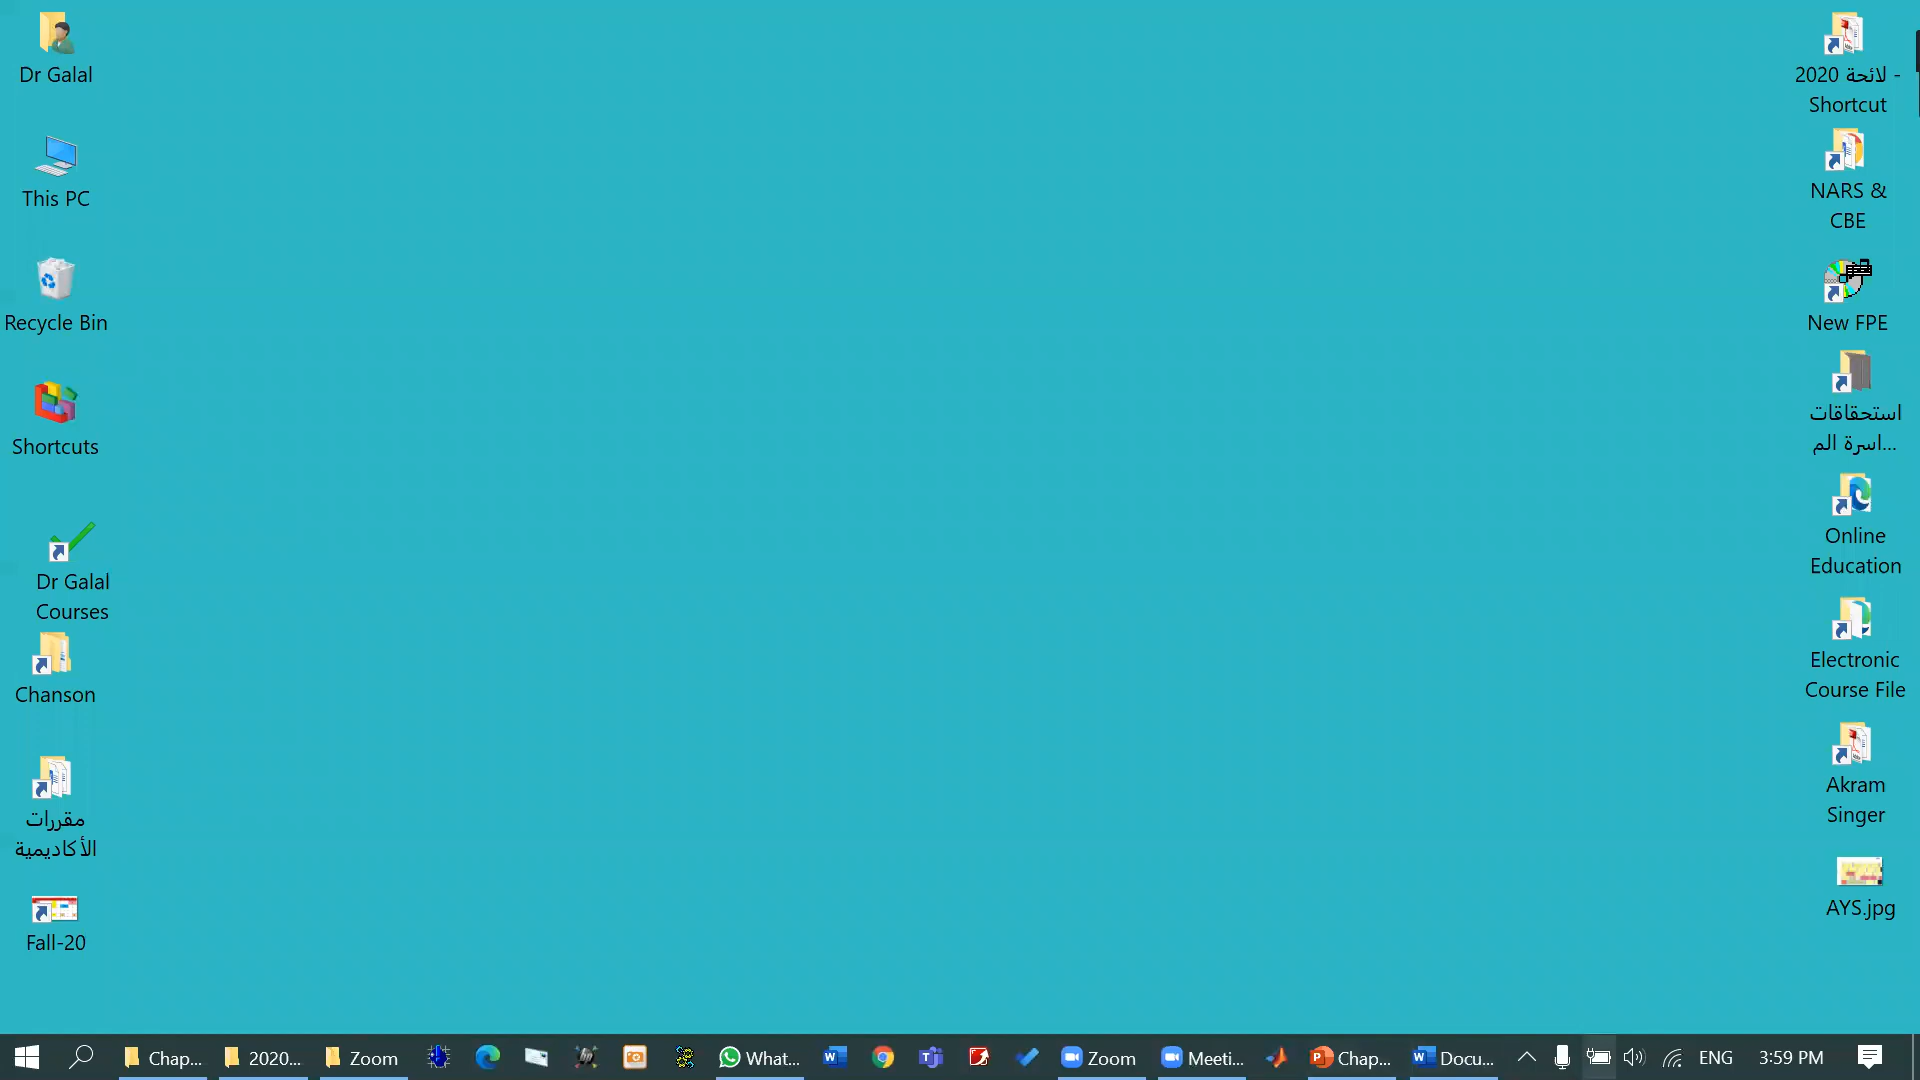 Dr Galal
This PC
Recycle Bin
Shortcuts
Dr Galal
Courses
Chanson
مقررات
الأكاديمية
Fall-20
لائحة 2020 -
Shortcut
NARS &
CBE
New FPE
استحقاقات
اسرة الم...
Online
Education
Electronic
Course File
Akram
Singer
AYS.jpg
Chap...
2020...
Zoom
What...
Zoom
Meeti...
Chap...
Docu...
ENG
3:59 PM